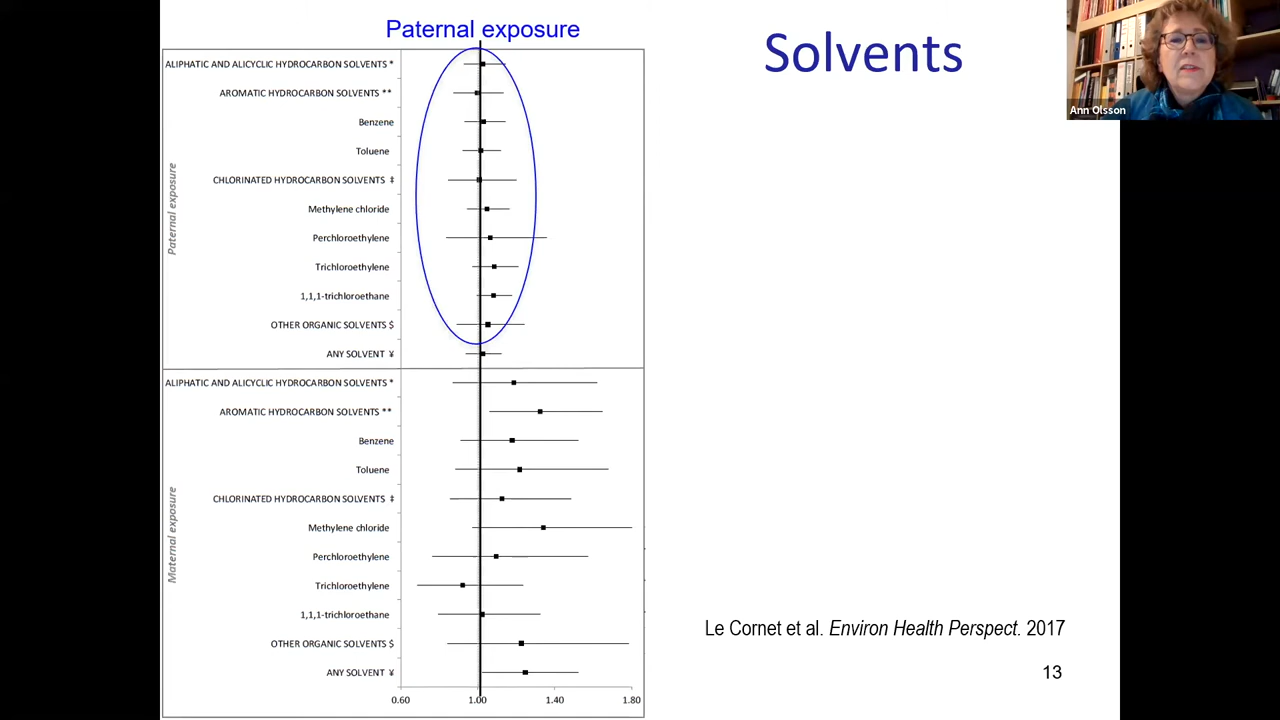 Paternal exposure
Solvents
Ann Olsson
Paternal exposure
ALIPHATIC AND ALICYCLIC HYDROCARBON SOLVENTS *
AROMATIC HYDROCARBON SOLVENTS **
Benzene
Toluene
CHLORINATED HYDROCARBON SOLVENTS ‡
Methylene chloride
Perchloroethylene
Trichloroethylene
1,1,1-trichloroethane
OTHER ORGANIC SOLVENTS $
ANY SOLVENT ¥
Maternal exposure
ALIPHATIC AND ALICYCLIC HYDROCARBON SOLVENTS *
AROMATIC HYDROCARBON SOLVENTS **
Benzene
Toluene
CHLORINATED HYDROCARBON SOLVENTS ‡
Methylene chloride
Perchloroethylene
Trichloroethylene
1,1,1-trichloroethane
OTHER ORGANIC SOLVENTS $
ANY SOLVENT ¥
0.60 1.00 1.40 1.80
Le Cornet et al. Environ Health Perspect. 2017
13